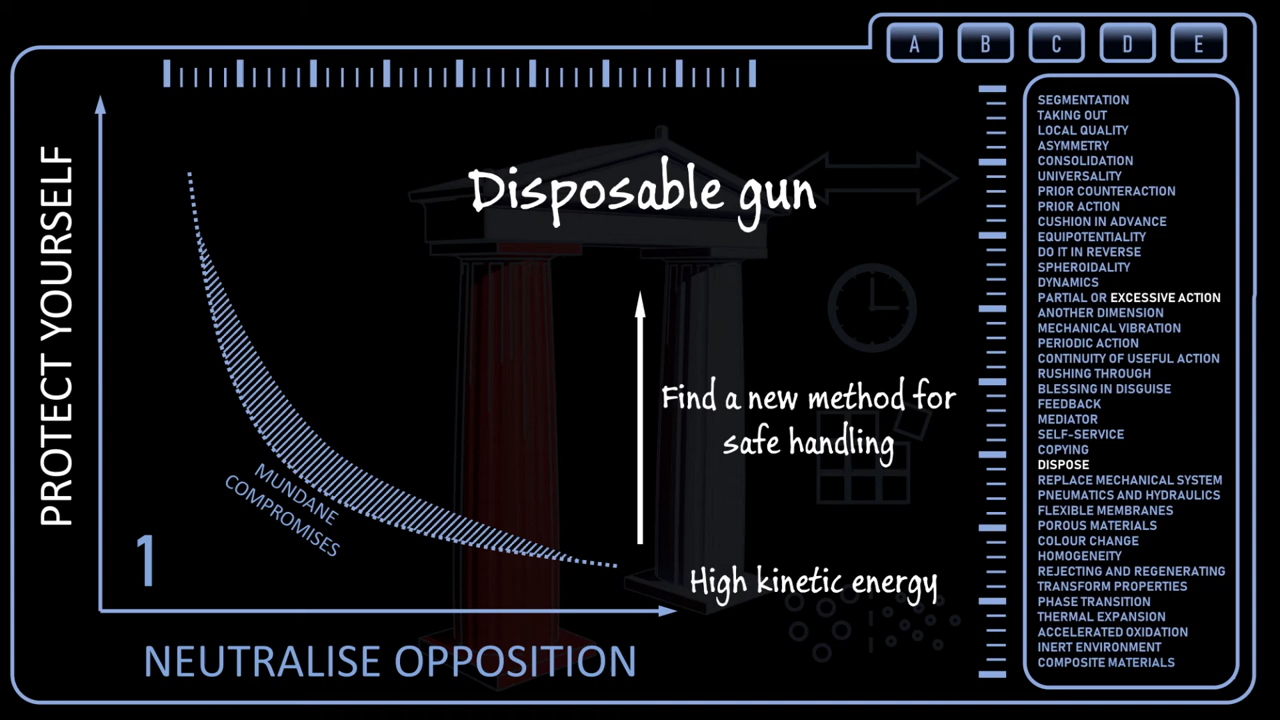 A B C D E
PROTECT YOURSELF
Disposable gun
Find a new method for
safe handling
MUNDANE
COMPROMISES
1
High kinetic energy
NEUTRALISE OPPOSITION
SEGMENTATION
TAKING OUT
LOCAL QUALITY
ASYMMETRY
CONSOLIDATION
UNIVERSALITY
PRIOR COUNTERACTION
PRIOR ACTION
CUSHION IN ADVANCE
EQUIPOTENTIALITY
DO IT IN REVERSE
SPHEROIDALITY
DYNAMICS
PARTIAL OR EXCESSIVE ACTION
ANOTHER DIMENSION
MECHANICAL VIBRATION
PERIODIC ACTION
CONTINUITY OF USEFUL ACTION
RUSHING THROUGH
BLESSING IN DISGUISE
FEEDBACK
MEDIATOR
SELF-SERVICE
COPYING
DISPOSE
REPLACE MECHANICAL SYSTEM
PNEUMATICS AND HYDRAULICS
FLEXIBLE MEMBRANES
POROUS MATERIALS
COLOUR CHANGE
HOMOGENEITY
REJECTING AND REGENERATING
TRANSFORM PROPERTIES
PHASE TRANSITION
THERMAL EXPANSION
ACCELERATED OXIDATION
INERT ENVIRONMENT
COMPOSITE MATERIALS